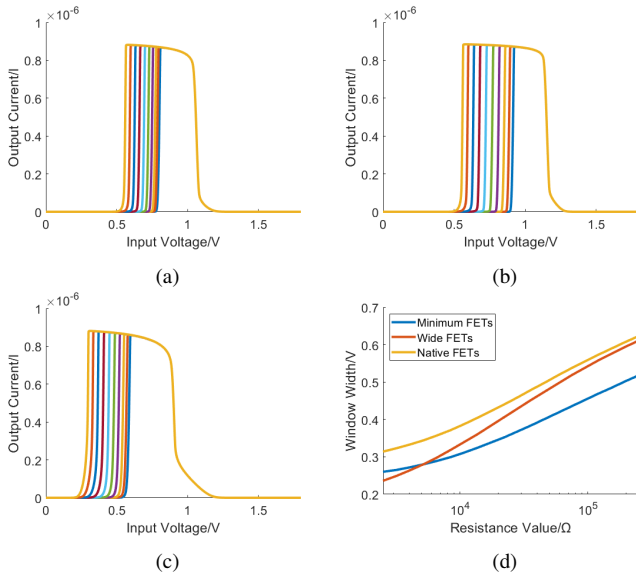 ×10⁻⁶
1
0.8
0.6
0.4
0.2
0
Output Current/I
0 0.5 1 1.5
Input Voltage/V
(a)
×10⁻⁶
1
0.8
0.6
0.4
0.2
0
Output Current/I
0 0.5 1 1.5
Input Voltage/V
(b)
×10⁻⁶
1
0.8
0.6
0.4
0.2
0
Output Current/I
0 0.5 1 1.5
Input Voltage/V
(c)
0.7
0.6
0.5
0.4
0.3
0.2
Window Width/V
Minimum FETs
Wide FETs
Native FETs
10⁴ 10⁵
Resistance Value/Ω
(d)